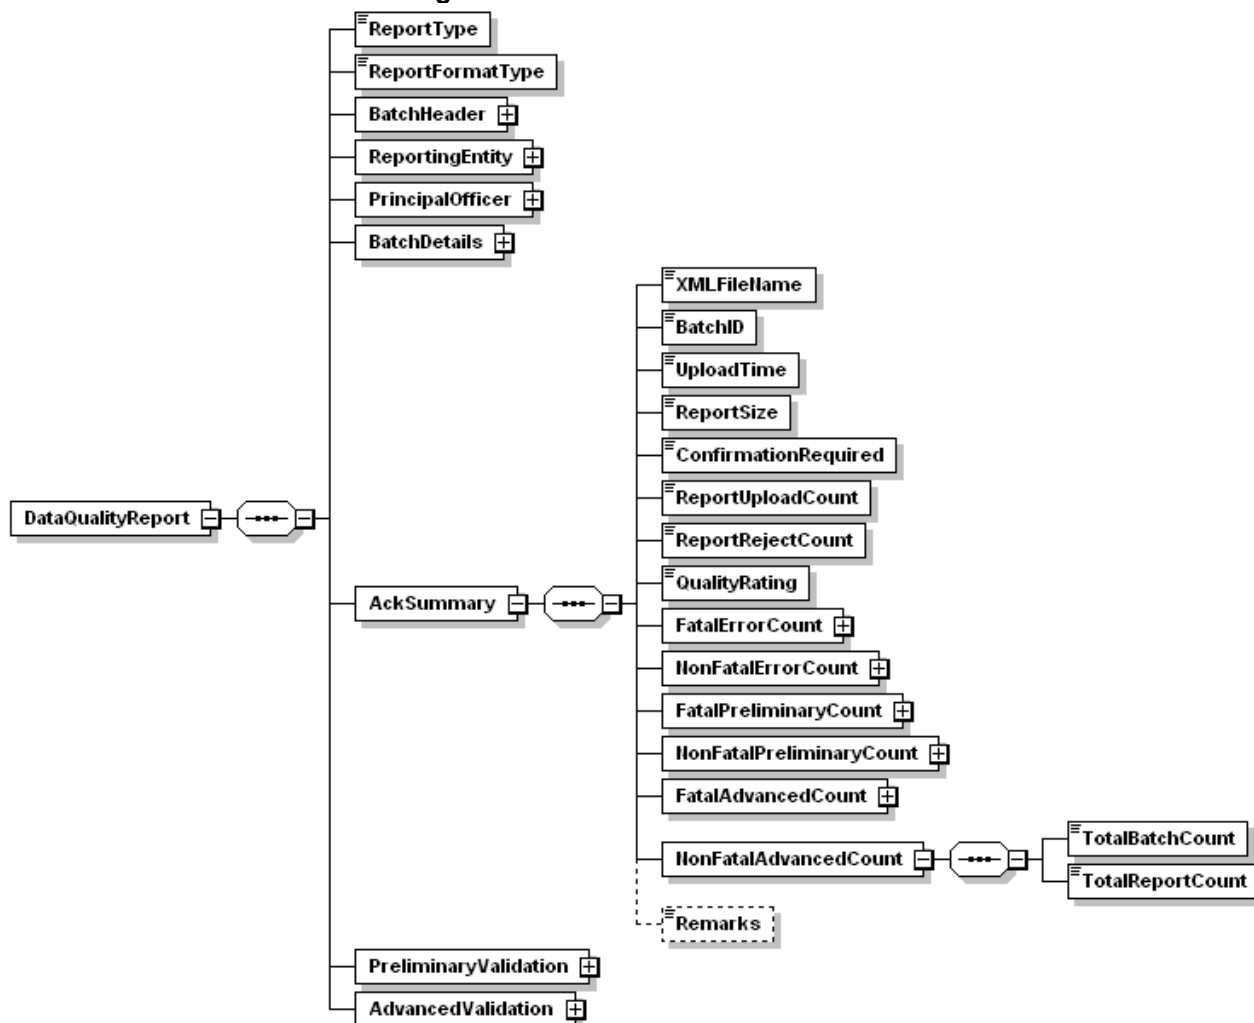 ReportType
ReportFormatType
BatchHeader
ReportingEntity
PrincipalOfficer
BatchDetails
XMLFileName
BatchID
UploadTime
ReportSize
ConfirmationRequired
ReportUploadCount
DataQualityReport
ReportRejectCount
QualityRating
AckSummary
FatalErrorCount
NonFatalErrorCount
FatalPreliminaryCount
NonFatalPreliminaryCount
FatalAdvancedCount
NonFatalAdvancedCount
TotalBatchCount
TotalReportCount
Remarks
PreliminaryValidation
AdvancedValidation